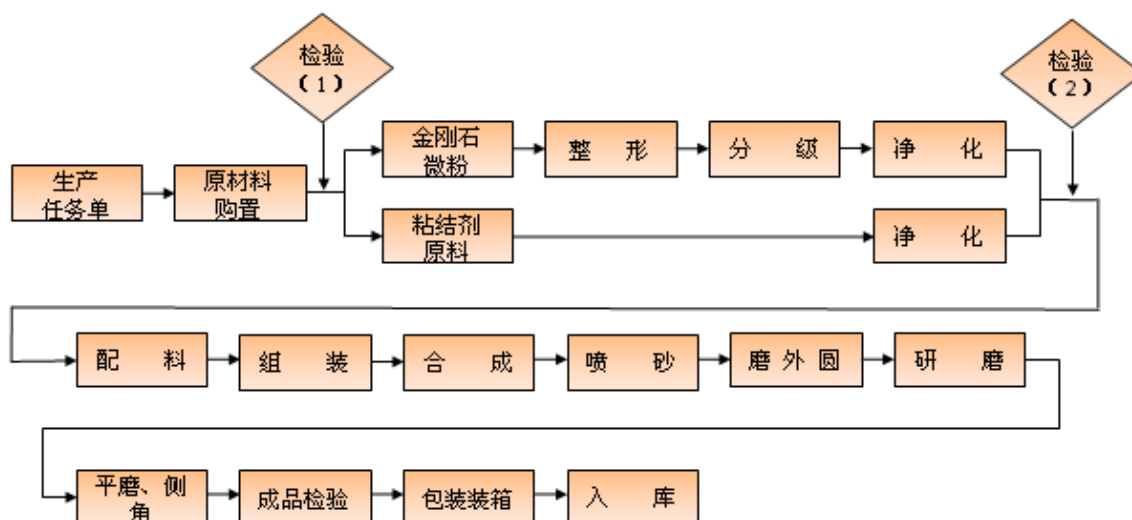 检验
（1）
检验
（2）
金刚石
微粉
整 形
分 级
净 化
生产
任务单
原材料
购置
粘结剂
原料
净 化
配 料
组 装
合 成
喷 砂
磨 外 圆
研 磨
平磨、侧
角
成品检验
包装装箱
入 库